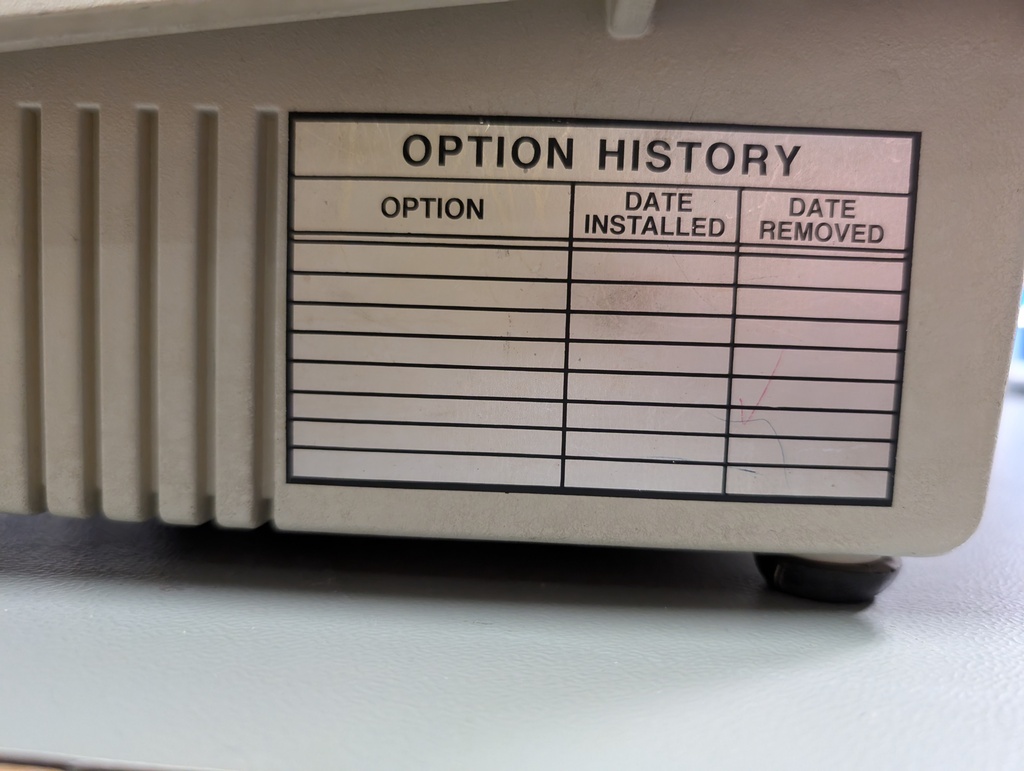 OPTION HISTORY
OPTION
DATE INSTALLED
DATE REMOVED